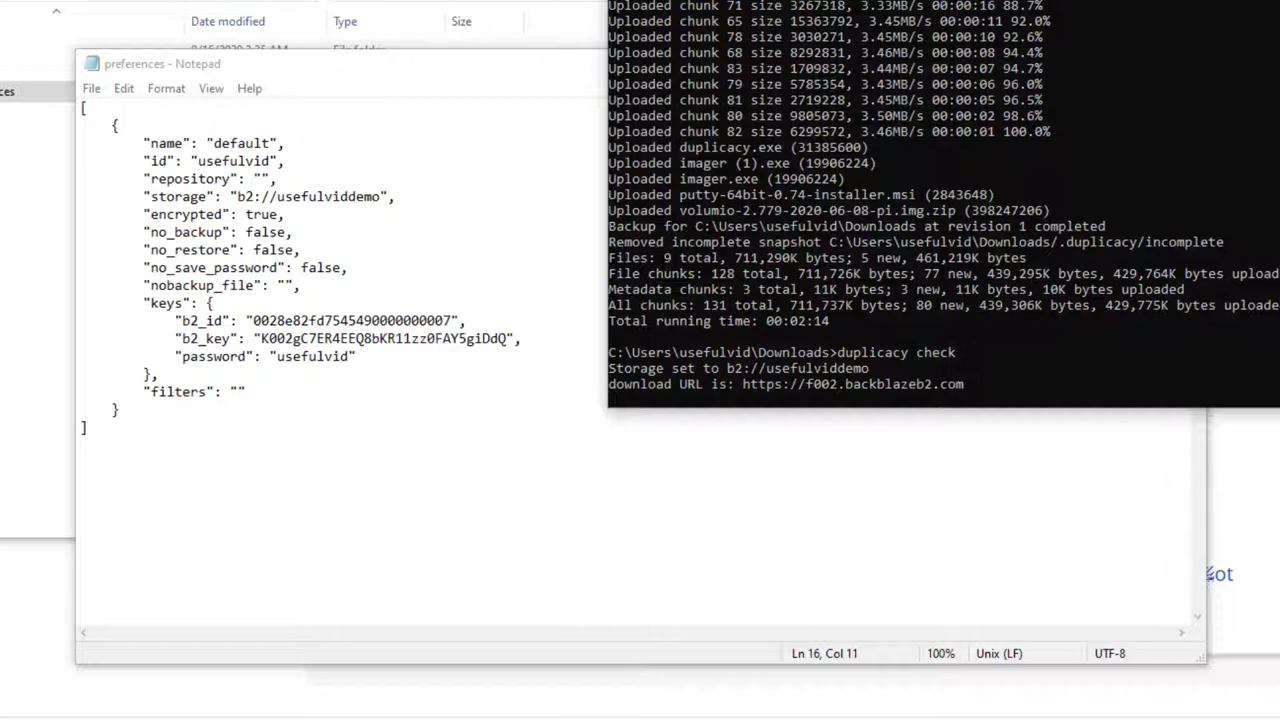 Date modified Type Size
ces
preferences - Notepad
File Edit Format View Help
[
{
"name": "default",
"id": "usefulvid",
"repository": "",
"storage": "b2://usefulviddemo",
"encrypted": true,
"no_backup": false,
"no_restore": false,
"no_save_password": false,
"nobackup_file": "",
"keys": {
"b2_id": "0028e82fd7545490000000007",
"b2_key": "K002gC7ER4EEQ8bKR11zz0FAY5giDdQ",
"password": "usefulvid"
},
"filters": ""
}
]
Ln 16, Col 11 100% Unix (LF) UTF-8
Uploaded chunk 71 size 3267318, 3.33MB/s 00:00:16 88.7%
Uploaded chunk 65 size 15363792, 3.45MB/s 00:00:11 92.0%
Uploaded chunk 78 size 3030271, 3.45MB/s 00:00:10 92.6%
Uploaded chunk 68 size 8292831, 3.46MB/s 00:00:08 94.4%
Uploaded chunk 83 size 1709832, 3.44MB/s 00:00:07 94.7%
Uploaded chunk 79 size 5785354, 3.43MB/s 00:00:06 96.0%
Uploaded chunk 81 size 2719228, 3.45MB/s 00:00:05 96.5%
Uploaded chunk 80 size 9805073, 3.50MB/s 00:00:02 98.6%
Uploaded chunk 82 size 6299572, 3.46MB/s 00:00:01 100.0%
Uploaded duplicacy.exe (31385600)
Uploaded imager (1).exe (19906224)
Uploaded imager.exe (19906224)
Uploaded putty-64bit-0.74-installer.msi (2843648)
Uploaded volumio-2.779-2020-06-08-pi.img.zip (398247206)
Backup for C:\Users\usefulvid\Downloads at revision 1 completed
Removed incomplete snapshot C:\Users\usefulvid\Downloads/.duplicacy/incomplete
Files: 9 total, 711,290K bytes; 5 new, 461,219K bytes
File chunks: 128 total, 711,726K bytes; 77 new, 439,295K bytes, 429,764K bytes upload
Metadata chunks: 3 total, 11K bytes; 3 new, 11K bytes, 10K bytes uploaded
All chunks: 131 total, 711,737K bytes; 80 new, 439,306K bytes, 429,775K bytes uploade
Total running time: 00:02:14
C:\Users\usefulvid\Downloads>duplicacy check
Storage set to b2://usefulviddemo
download URL is: https://f002.backblazeb2.com
ot